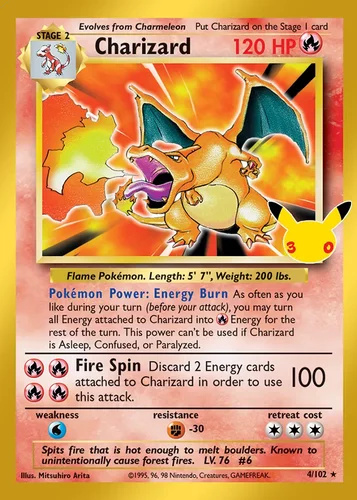 Evolves from Charmeleon Put Charizard on the Stage 1 card
STAGE 2
Charizard 120 HP
30
Flame Pokémon. Length: 5' 7", Weight: 200 lbs.
Pokémon Power: Energy Burn As often as you
like during your turn (before your attack), you may
turn all Energy attached to Charizard into Energy for the
rest of the turn. This power can't be used if Charizard
is Asleep, Confused, or Paralyzed.
Fire Spin Discard 2 Energy cards
attached to Charizard in order to use
this attack.
100
weakness resistance retreat cost
-30
Spits fire that is hot enough to melt boulders. Known to
unintentionally cause forest fires. LV. 76 #6
Illus. Mitsuhiro Arita ©1995, 96, 98 Nintendo, Creatures, GAMEFREAK. 4/102 ★